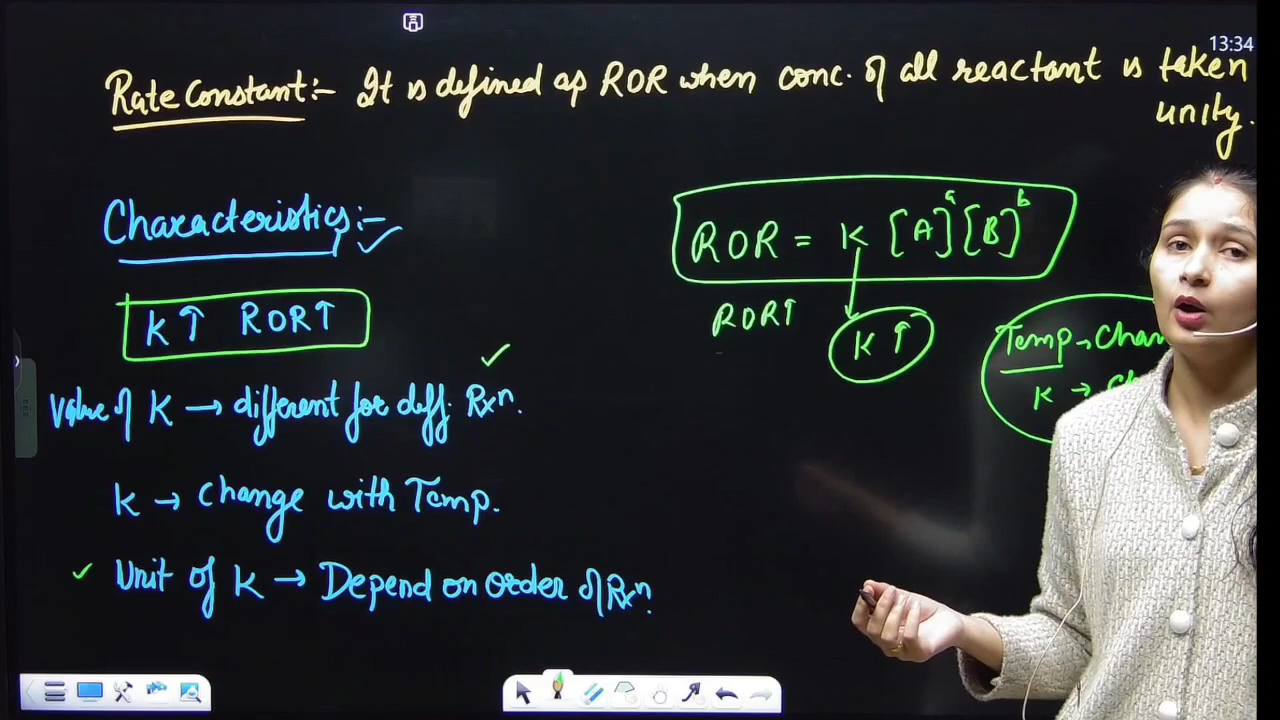 13:34
Rate Constant:- It is defined as ROR when conc. of all reactant is taken
unity.
Characteristics:-
ROR = K [A]^a [B]^b
K↑ ROR↑
ROR↑ K↑
Temp →
K →
Value of K → different for diff. Rxn.
K → Change with Temp.
Unit of K → Depend on order of Rxn.